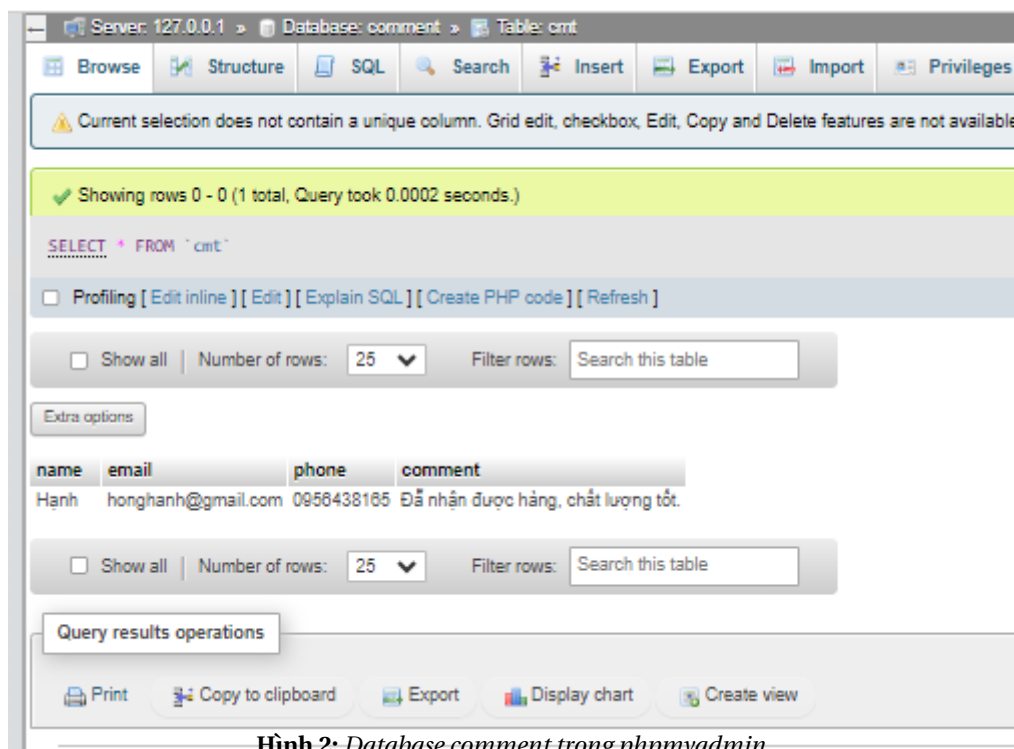 Server: 127.0.0.1 » Database: comment » Table: cmt
Browse Structure SQL Search Insert Export Import Privileges
Current selection does not contain a unique column. Grid edit, checkbox, Edit, Copy and Delete features are not available
Showing rows 0 - 0 (1 total, Query took 0.0002 seconds.)
SELECT * FROM `cmt`
Profiling [ Edit inline ] [ Edit ] [ Explain SQL ] [ Create PHP code ] [ Refresh ]
Show all | Number of rows: 25 Filter rows: Search this table
Extra options
name email phone comment
Hạnh honghanh@gmail.com 0956438165 Đã nhận được hàng, chất lượng tốt.
Show all | Number of rows: 25 Filter rows: Search this table
Query results operations
Print Copy to clipboard Export Display chart Create view
Hình 2: Database comment trong phpmyadmin